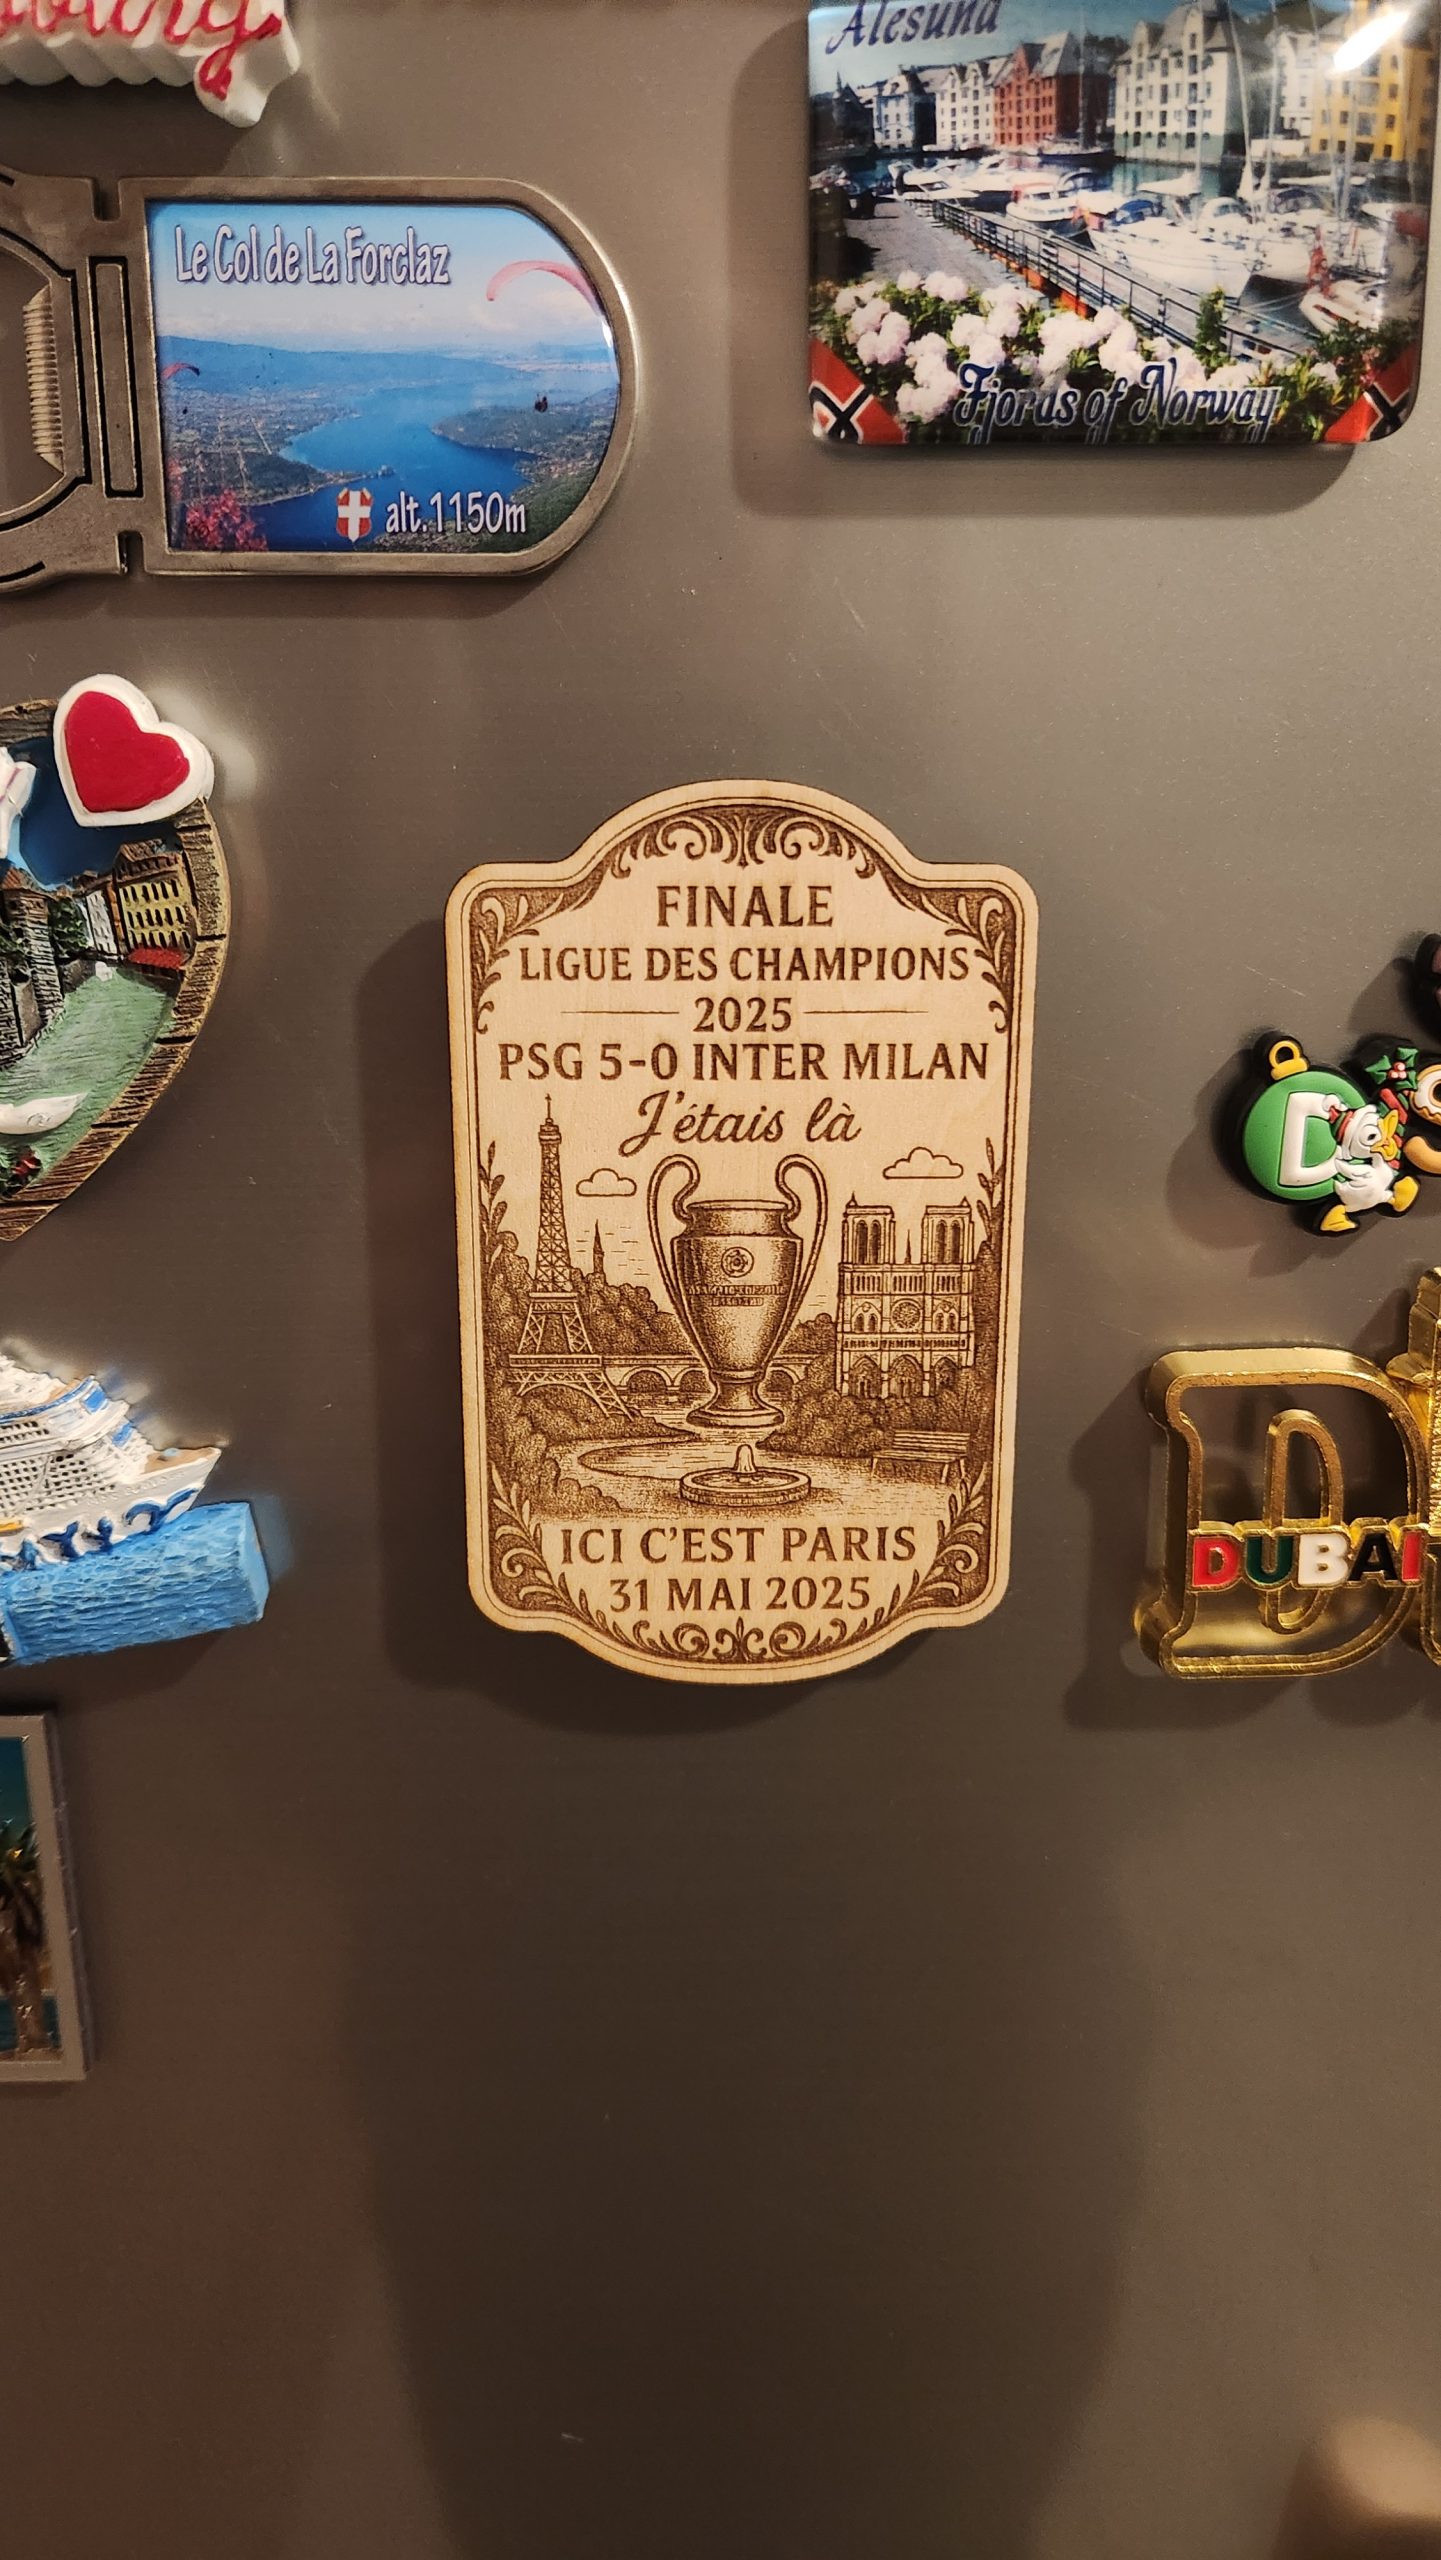 Alesund
Fjords of Norway
Le Col de La Forclaz
alt.1150m
FINALE
LIGUE DES CHAMPIONS
2025
PSG 5-0 INTER MILAN
J'étais là
ICI C'EST PARIS
31 MAI 2025
D
DUBAI